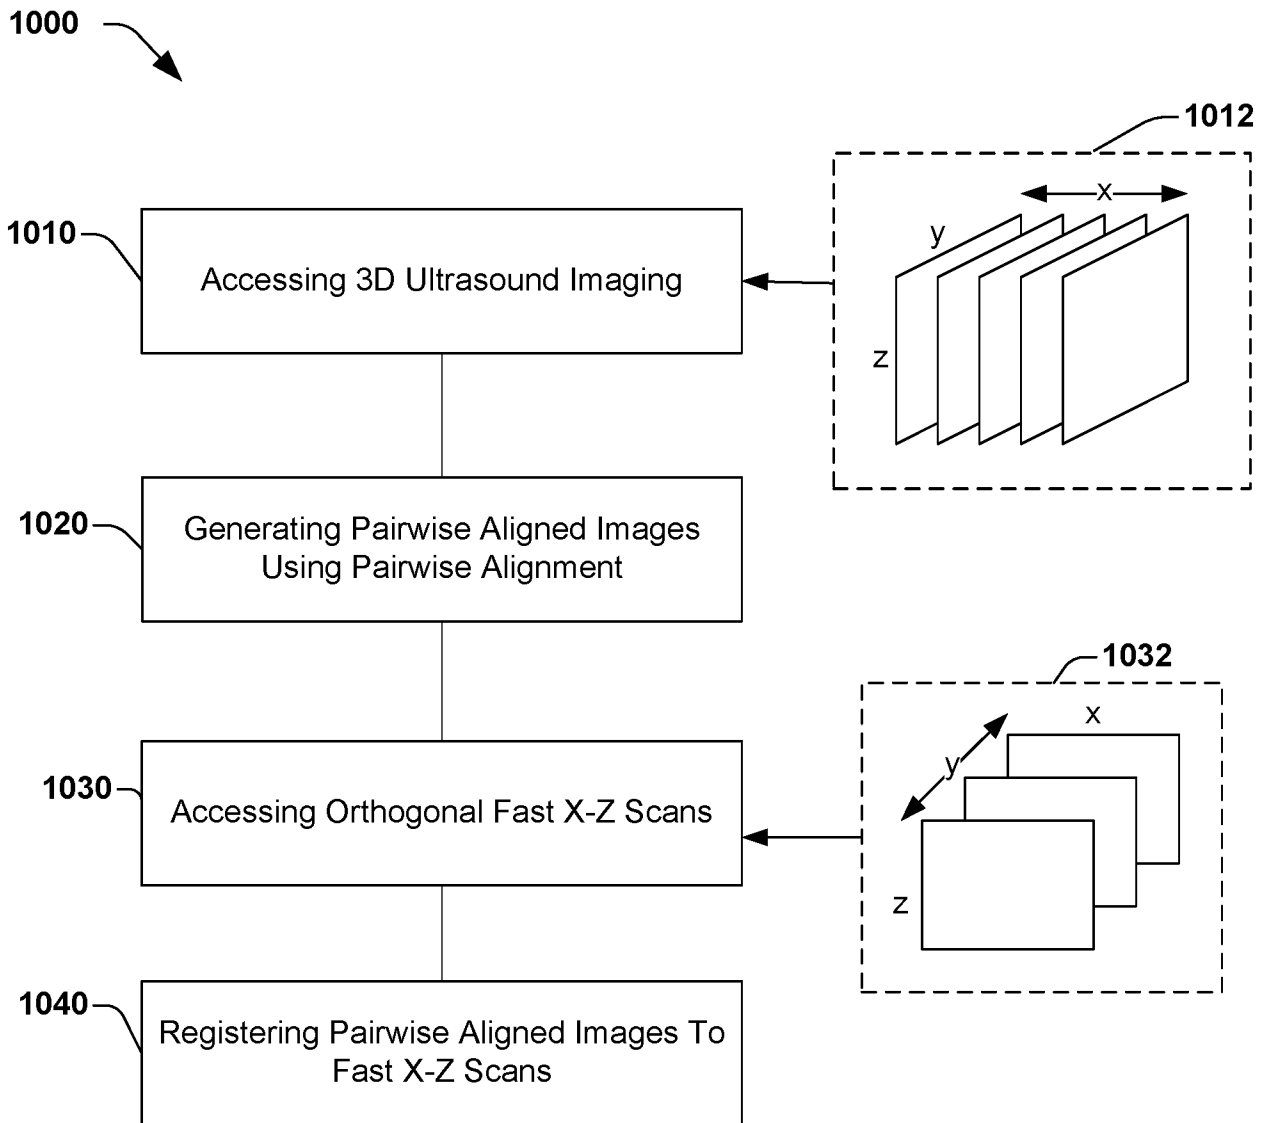 1000
1012
x
y
1010
Accessing 3D Ultrasound Imaging
z
1020
Generating Pairwise Aligned Images
Using Pairwise Alignment
1032
x
y
1030
Accessing Orthogonal Fast X-Z Scans
z
1040
Registering Pairwise Aligned Images To
Fast X-Z Scans